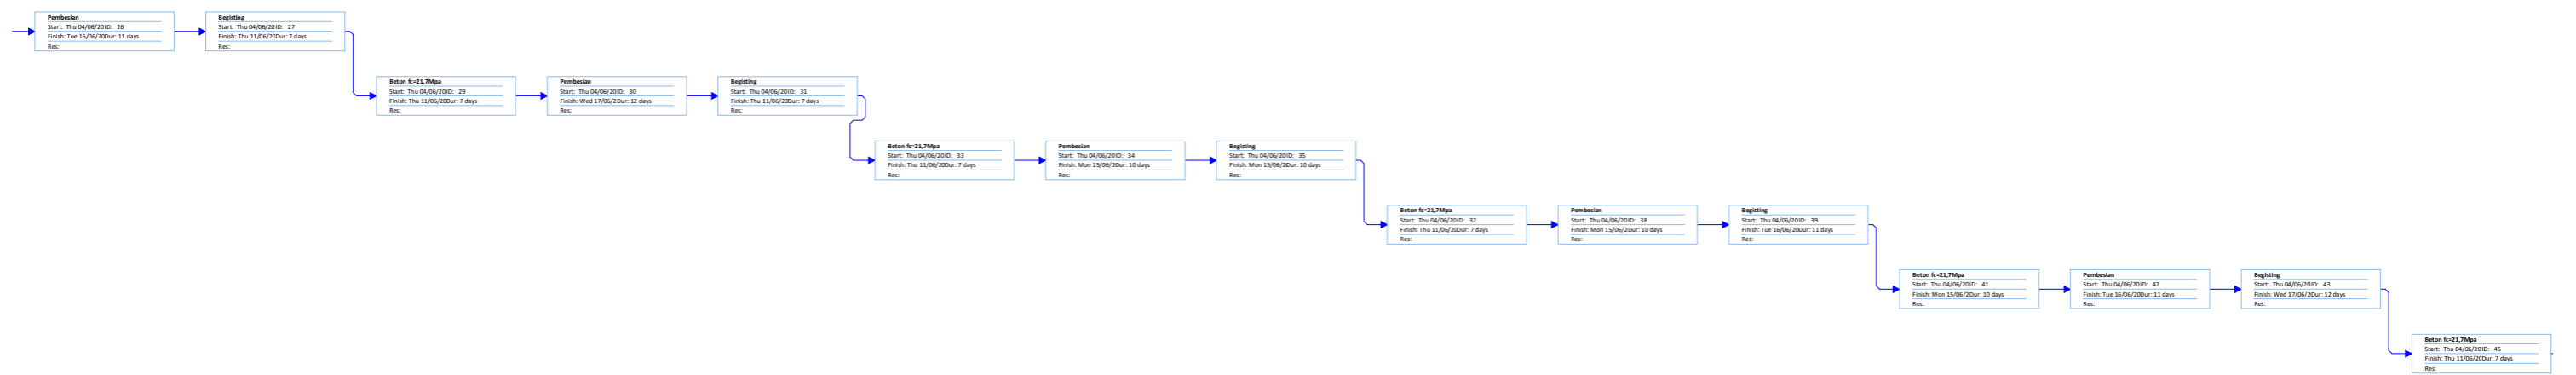 Pembesian
Start: Thu 04/06/20ID: 26
Finish: Tue 16/06/20Dur: 11 days
Res:
Begisting
Start: Thu 04/06/20ID: 27
Finish: Thu 11/06/20Dur: 7 days
Res:
Beton fc=21,7Mpa
Start: Thu 04/06/20ID: 29
Finish: Thu 11/06/20Dur: 7 days
Res:
Pembesian
Start: Thu 04/06/20ID: 30
Finish: Wed 17/06/2Dur: 12 days
Res:
Begisting
Start: Thu 04/06/20ID: 31
Finish: Thu 11/06/20Dur: 7 days
Res:
Beton fc=21,7Mpa
Start: Thu 04/06/20ID: 33
Finish: Thu 11/06/20Dur: 7 days
Res:
Pembesian
Start: Thu 04/06/20ID: 34
Finish: Mon 15/06/2Dur: 10 days
Res:
Begisting
Start: Thu 04/06/20ID: 35
Finish: Mon 15/06/2Dur: 10 days
Res:
Beton fc=21,7Mpa
Start: Thu 04/06/20ID: 37
Finish: Thu 11/06/20Dur: 7 days
Res:
Pembesian
Start: Thu 04/06/20ID: 38
Finish: Mon 15/06/2Dur: 10 days
Res:
Begisting
Start: Thu 04/06/20ID: 39
Finish: Tue 16/06/20Dur: 11 days
Res:
Beton fc=21,7Mpa
Start: Thu 04/06/20ID: 41
Finish: Mon 15/06/2Dur: 10 days
Res:
Pembesian
Start: Thu 04/06/20ID: 42
Finish: Tue 16/06/20Dur: 11 days
Res:
Begisting
Start: Thu 04/06/20ID: 43
Finish: Wed 17/06/2Dur: 12 days
Res:
Beton fc=21,7Mpa
Start: Thu 04/06/20ID: 45
Finish: Thu 11/06/20Dur: 7 days
Res: